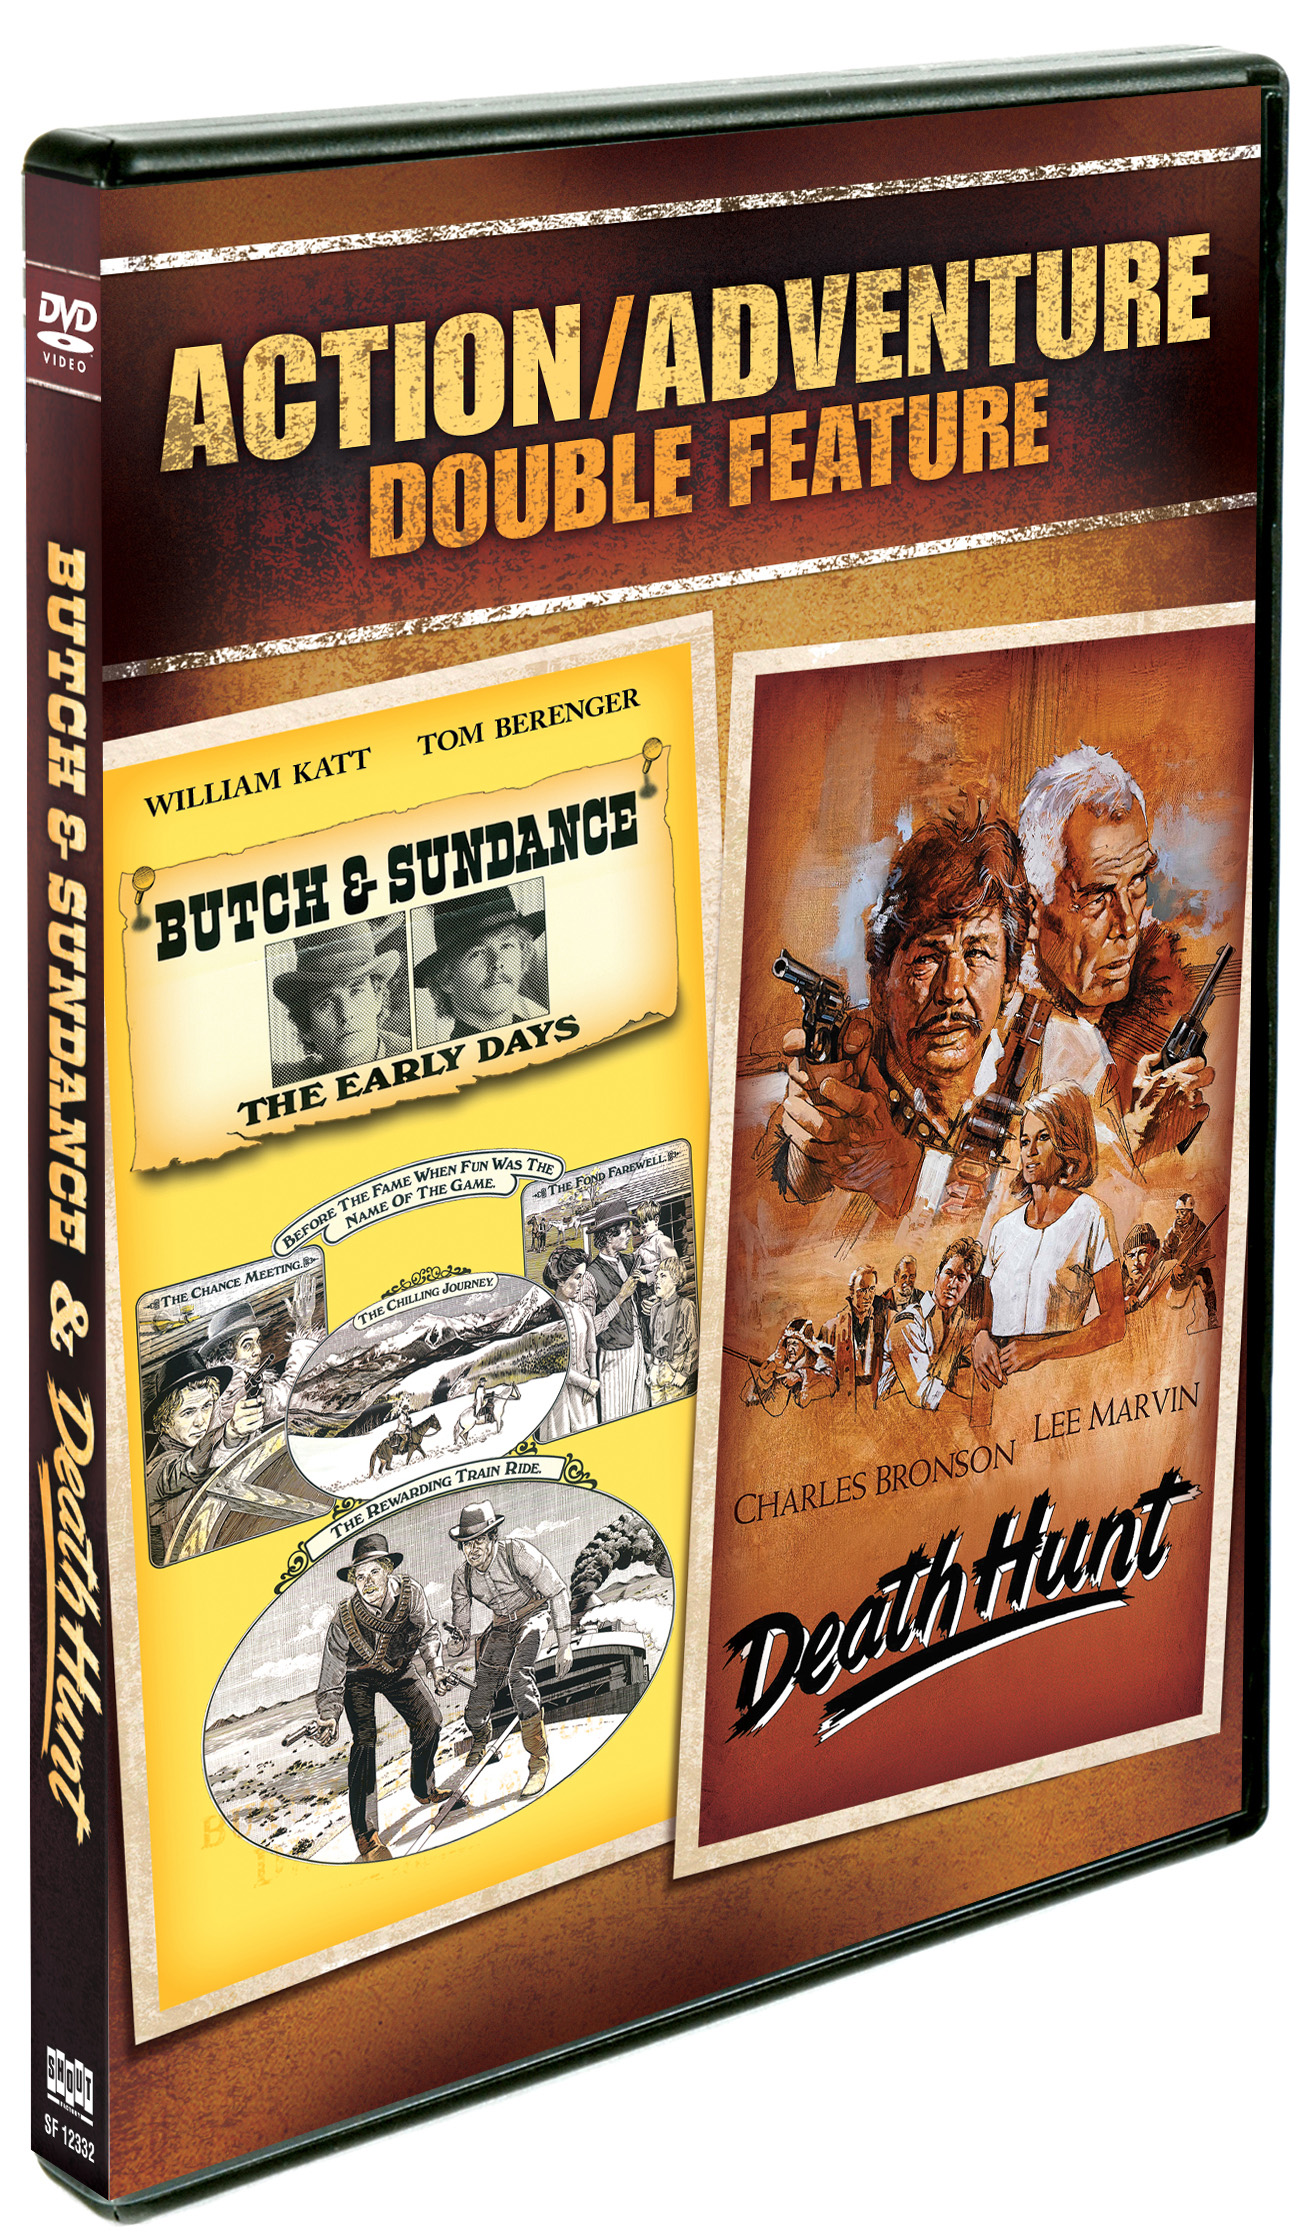 DVD
VIDEO
BUTCH & SUNDANCE & Death Hunt
SHOUT
FACTORY
SF 12332
ACTION/ADVENTURE
DOUBLE FEATURE
WILLIAM KATT TOM BERENGER
BUTCH & SUNDANCE
THE EARLY DAYS
BEFORE THE FAME WHEN FUN WAS THE
NAME OF THE GAME.
THE FOND FAREWELL.
THE CHANCE MEETING.
THE CHILLING JOURNEY.
THE REWARDING TRAIN RIDE.
CHARLES BRONSON LEE MARVIN
Death Hunt